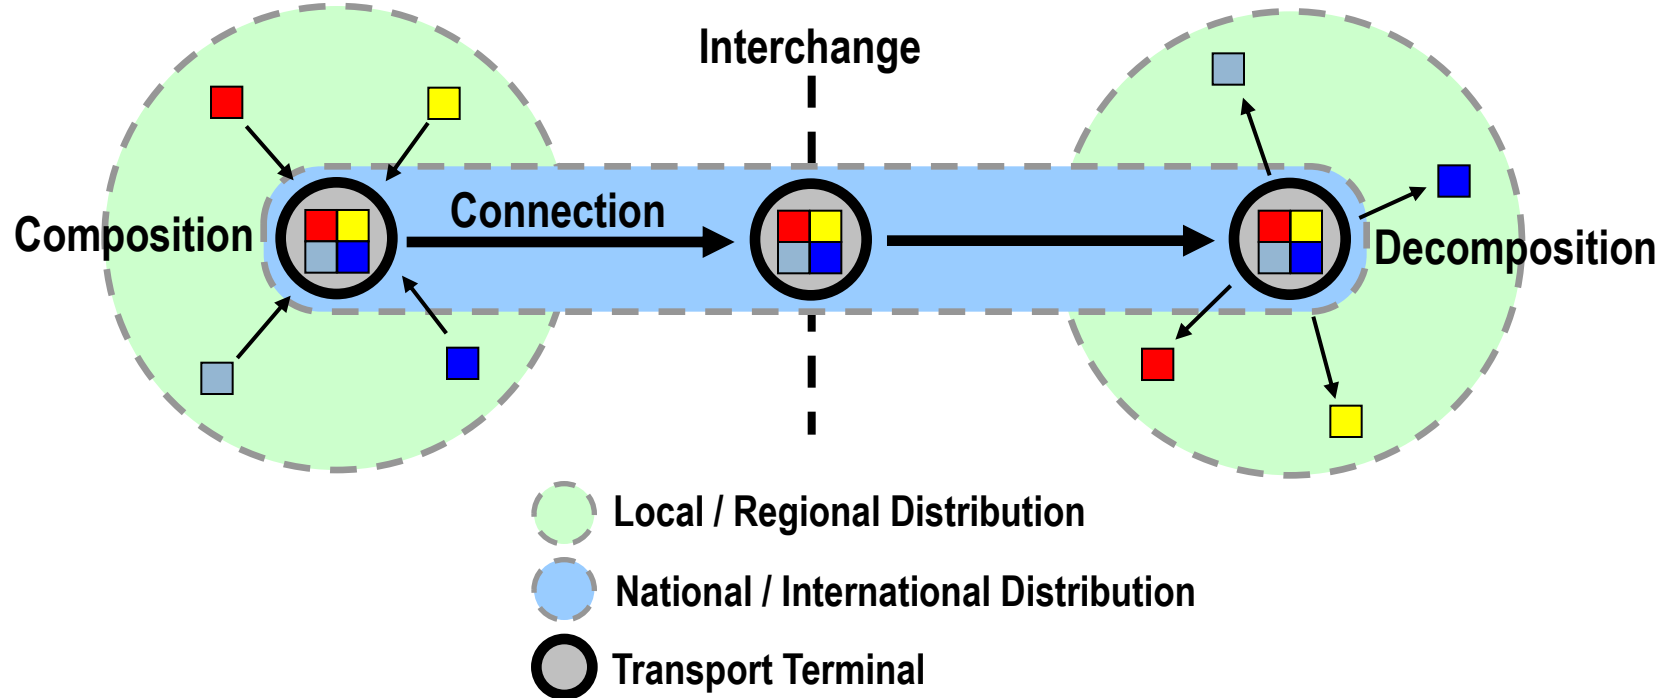 Interchange
Composition
Connection
Decomposition
Local / Regional Distribution
National / International Distribution
Transport Terminal